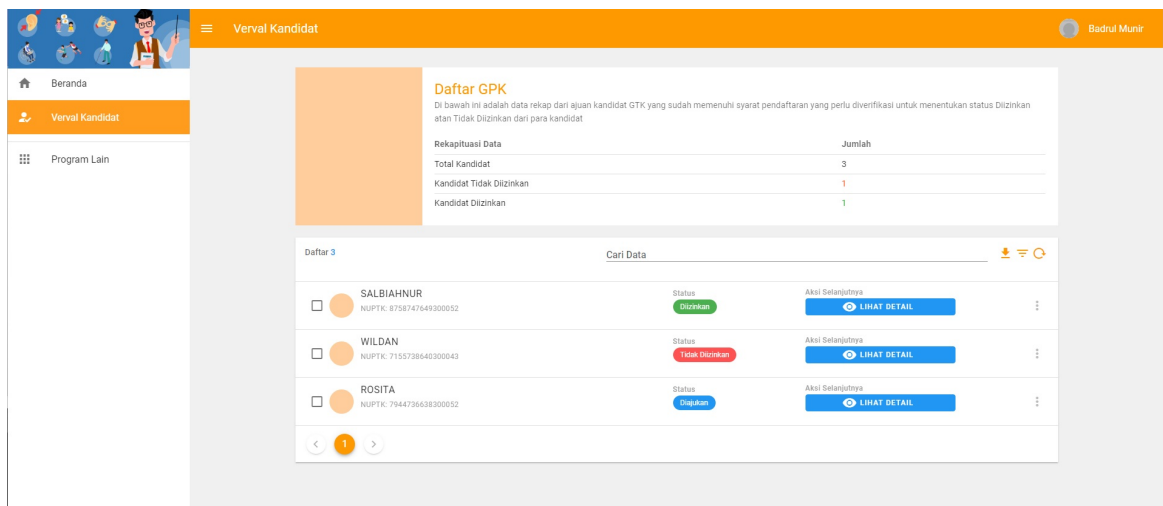 Verval Kandidat
Badrul Munir
Beranda
Verval Kandidat
Program Lain
Daftar GPK
Di bawah ini adalah data rekap dari ajuan kandidat GTK yang sudah memenuhi syarat pendaftaran yang perlu diverifikasi untuk menentukan status Diizinkan
atan Tidak Diizinkan dari para kandidat
Rekapituasi Data Jumlah
Total Kandidat 3
Kandidat Tidak Diizinkan 1
Kandidat Diizinkan 1
Daftar 3 Cari Data
SALBIAHNUR
NUPTK: 8758747649300052
Status
Diizinkan
Aksi Selanjutnya
LIHAT DETAIL
WILDAN
NUPTK: 7155738640300043
Status
Tidak Diizinkan
Aksi Selanjutnya
LIHAT DETAIL
ROSITA
NUPTK: 7944736638300052
Status
Diajukan
Aksi Selanjutnya
LIHAT DETAIL
1